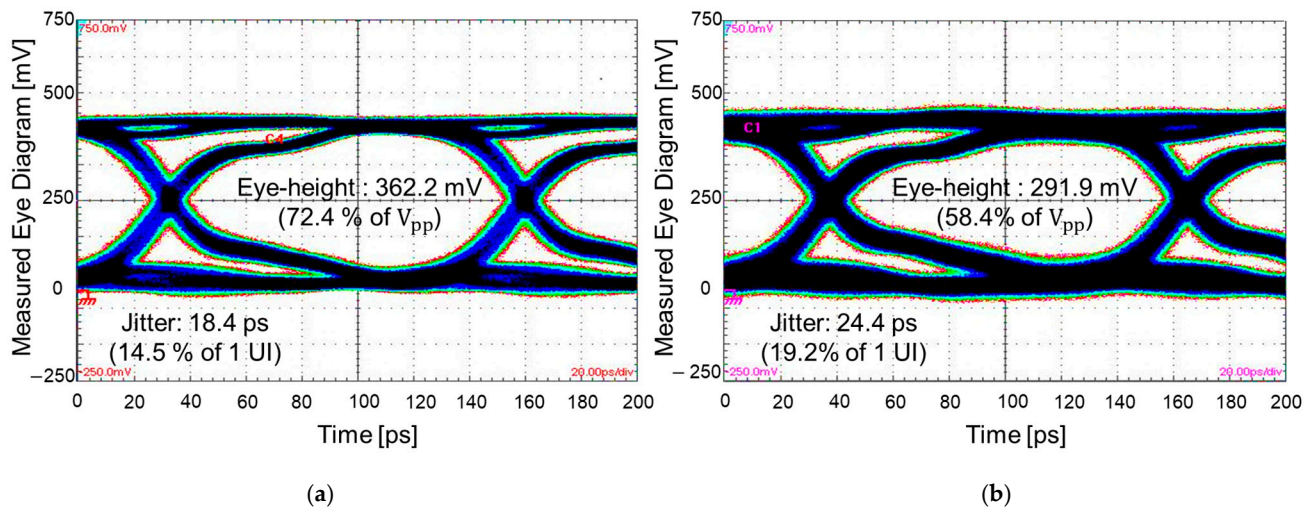 750
500
250
0
−250
Measured Eye Diagram [mV]
750.0mV
C4
Eye-height : 362.2 mV
(72.4 % of Vpp)
Jitter: 18.4 ps
(14.5 % of 1 UI)
-250.0mV
20.00ps/div
0 20 40 60 80 100 120 140 160 180 200
Time [ps]
(a)
750
500
250
0
−250
Measured Eye Diagram [mV]
750.0mV
C1
Eye-height : 291.9 mV
(58.4% of Vpp)
Jitter: 24.4 ps
(19.2% of 1 UI)
-250.0mV
20.00ps/div
0 20 40 60 80 100 120 140 160 180 200
Time [ps]
(b)